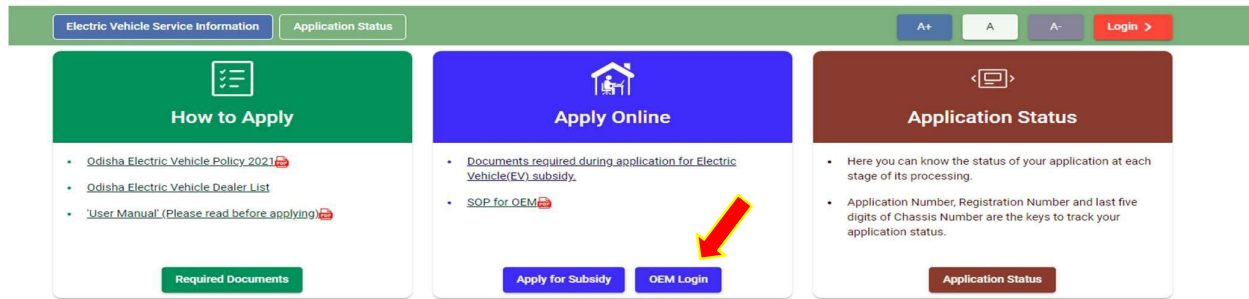 Electric Vehicle Service Information
Application Status
A+
A
A-
Login >
How to Apply
Odisha Electric Vehicle Policy 2021
Odisha Electric Vehicle Dealer List
'User Manual' (Please read before applying)
Required Documents
Apply Online
Documents required during application for Electric
Vehicle(EV) subsidy.
SOP for OEM
Apply for Subsidy
OEM Login
Application Status
Here you can know the status of your application at each
stage of its processing.
Application Number, Registration Number and last five
digits of Chassis Number are the keys to track your
application status.
Application Status